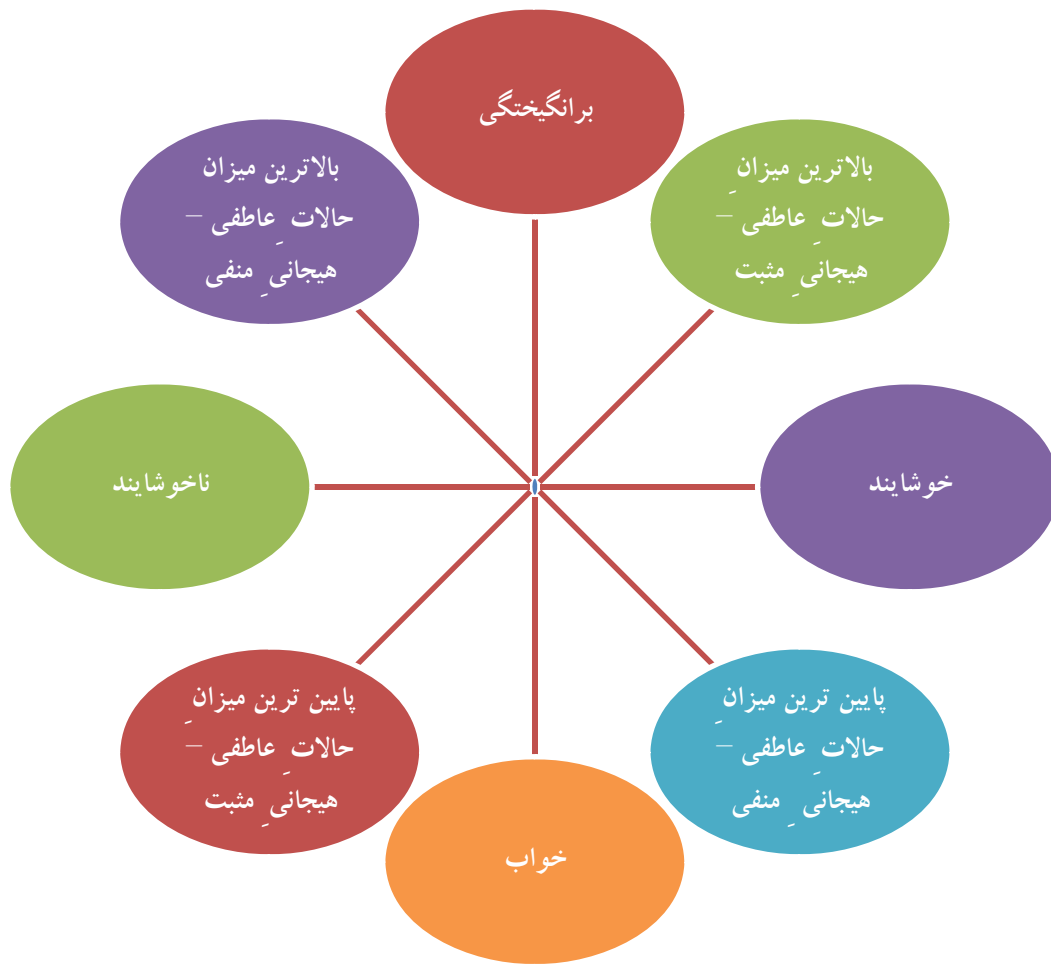 برانگیختگی
بالاترین میزانِ
حالاتِ عاطفی –
هیجانیِ مثبت
خوشایند
پایین ترین میزانِ
حالاتِ عاطفی –
هیجانیِ منفی
خواب
پایین ترین میزانِ
حالاتِ عاطفی –
هیجانیِ مثبت
ناخوشایند
بالاترین میزان
حالاتِ عاطفی –
هیجانیِ منفی